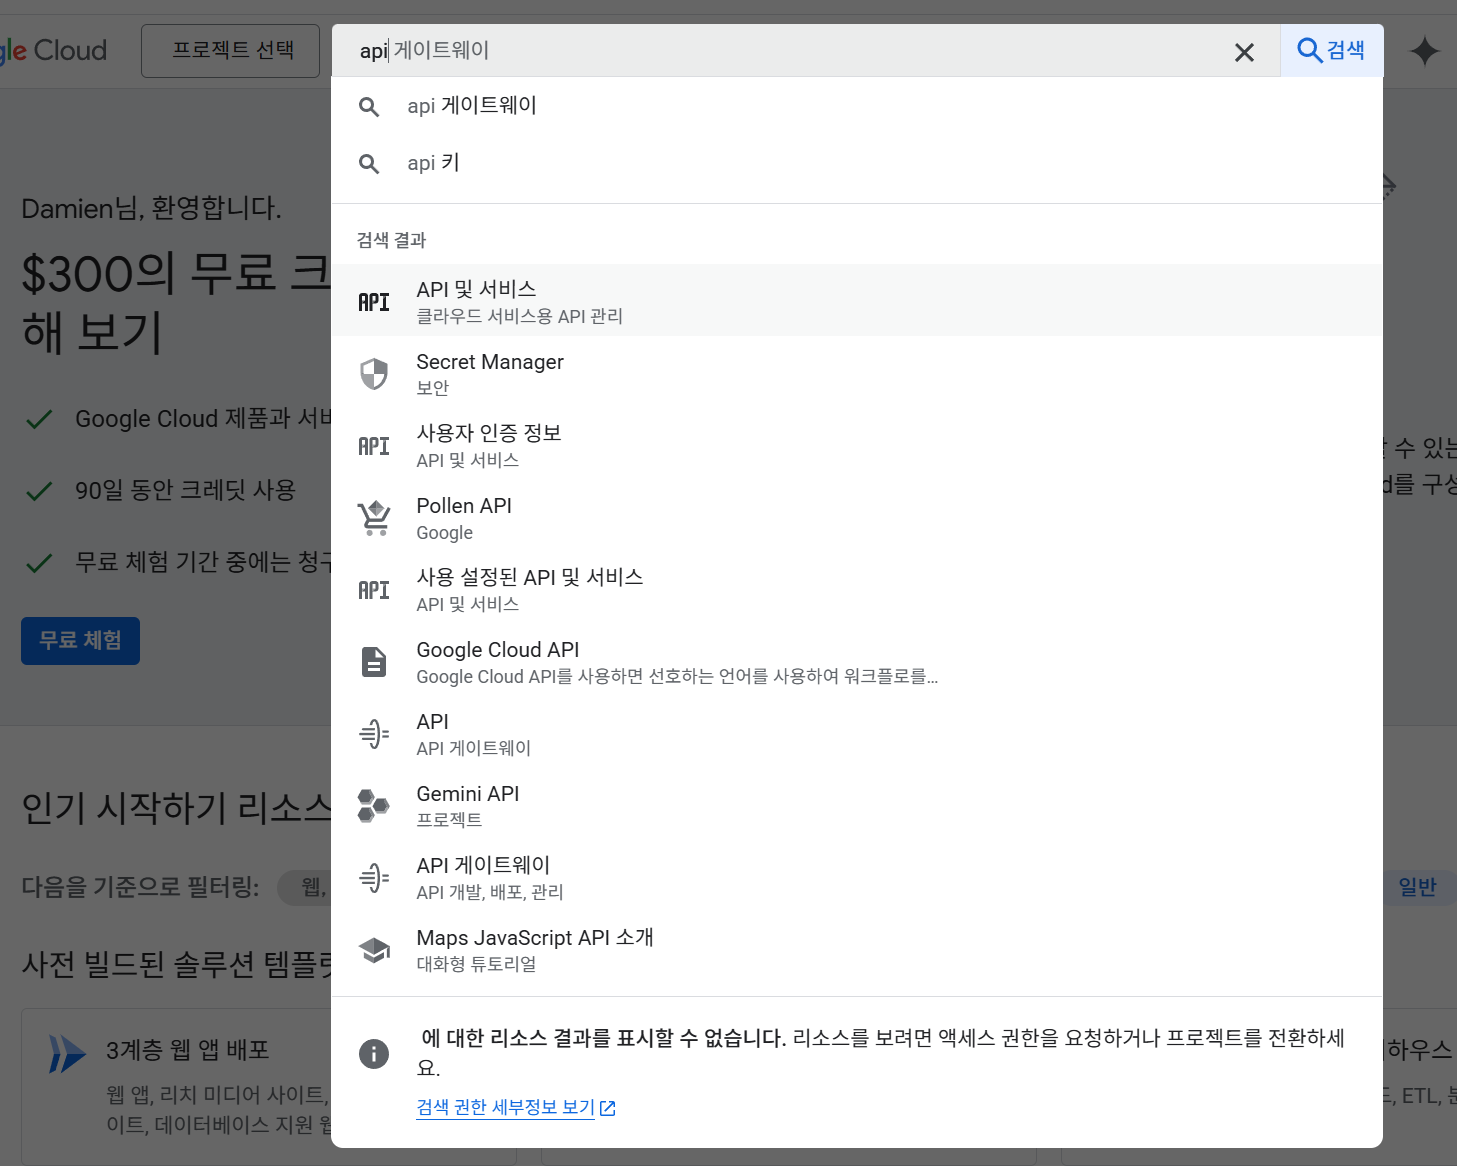 gle Cloud
프로젝트 선택
api 게이트웨이
검색
api 게이트웨이
api 키
검색 결과
API 및 서비스
클라우드 서비스용 API 관리
Secret Manager
보안
사용자 인증 정보
API 및 서비스
Pollen API
Google
사용 설정된 API 및 서비스
API 및 서비스
Google Cloud API
Google Cloud API를 사용하면 선호하는 언어를 사용하여 워크플로를...
API
API 게이트웨이
Gemini API
프로젝트
API 게이트웨이
API 개발, 배포, 관리
Maps JavaScript API 소개
대화형 튜토리얼
에 대한 리소스 결과를 표시할 수 없습니다. 리소스를 보려면 액세스 권한을 요청하거나 프로젝트를 전환하세
요.
검색 권한 세부정보 보기
Damien님, 환영합니다.
$300의 무료 크
해 보기
Google Cloud 제품과 서비
90일 동안 크레딧 사용
무료 체험 기간 중에는 청구
무료 체험
수 있는
를 구성
인기 시작하기 리소스
다음을 기준으로 필터링:
웹,
일반
사전 빌드된 솔루션 템플릿
3계층 웹 앱 배포
웹 앱, 리치 미디어 사이트,
이트, 데이터베이스 지원 웹
하우스
ETL,